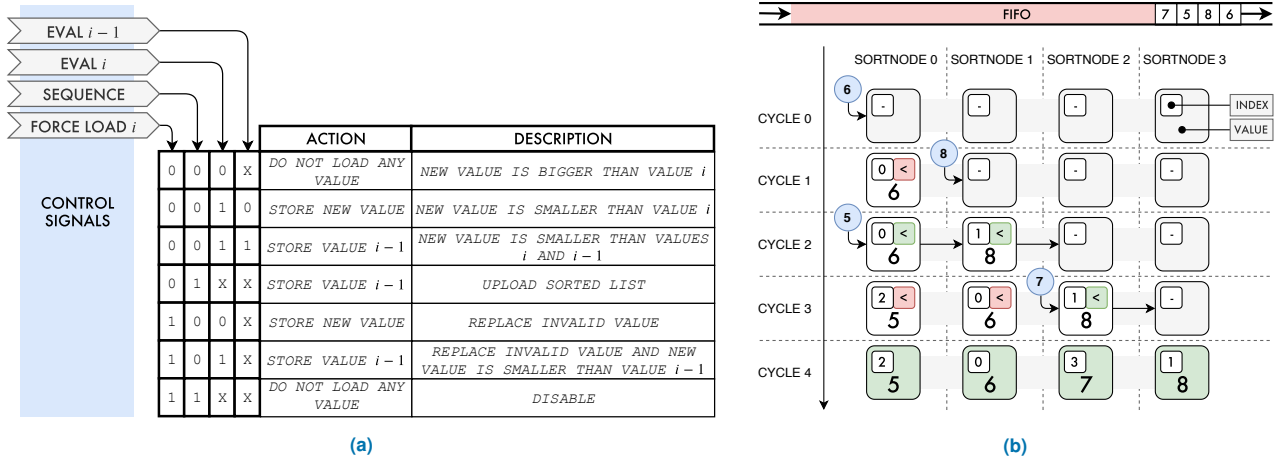 EVAL i − 1
EVAL i
SEQUENCE
FORCE LOAD i
CONTROL
SIGNALS
ACTION DESCRIPTION
0 0 0 X DO NOT LOAD ANY VALUE NEW VALUE IS BIGGER THAN VALUE i
0 0 1 0 STORE NEW VALUE NEW VALUE IS SMALLER THAN VALUE i
0 0 1 1 STORE VALUE i − 1 NEW VALUE IS SMALLER THAN VALUES i AND i − 1
0 1 X X STORE VALUE i − 1 UPLOAD SORTED LIST
1 0 0 X STORE NEW VALUE REPLACE INVALID VALUE
1 0 1 X STORE VALUE i − 1 REPLACE INVALID VALUE AND NEW VALUE IS SMALLER THAN VALUE i−1
1 1 X X DO NOT LOAD ANY VALUE DISABLE
(a)
FIFO 7 5 8 6
SORTNODE 0 SORTNODE 1 SORTNODE 2 SORTNODE 3
6
CYCLE 0 - - - INDEX
VALUE
8
CYCLE 1 0 < - - -
6
5
CYCLE 2 0 < 1 < - -
6 8
7
CYCLE 3 2 < 0 < 1 < -
5 6 8
CYCLE 4 2 0 3 1
5 6 7 8
(b)